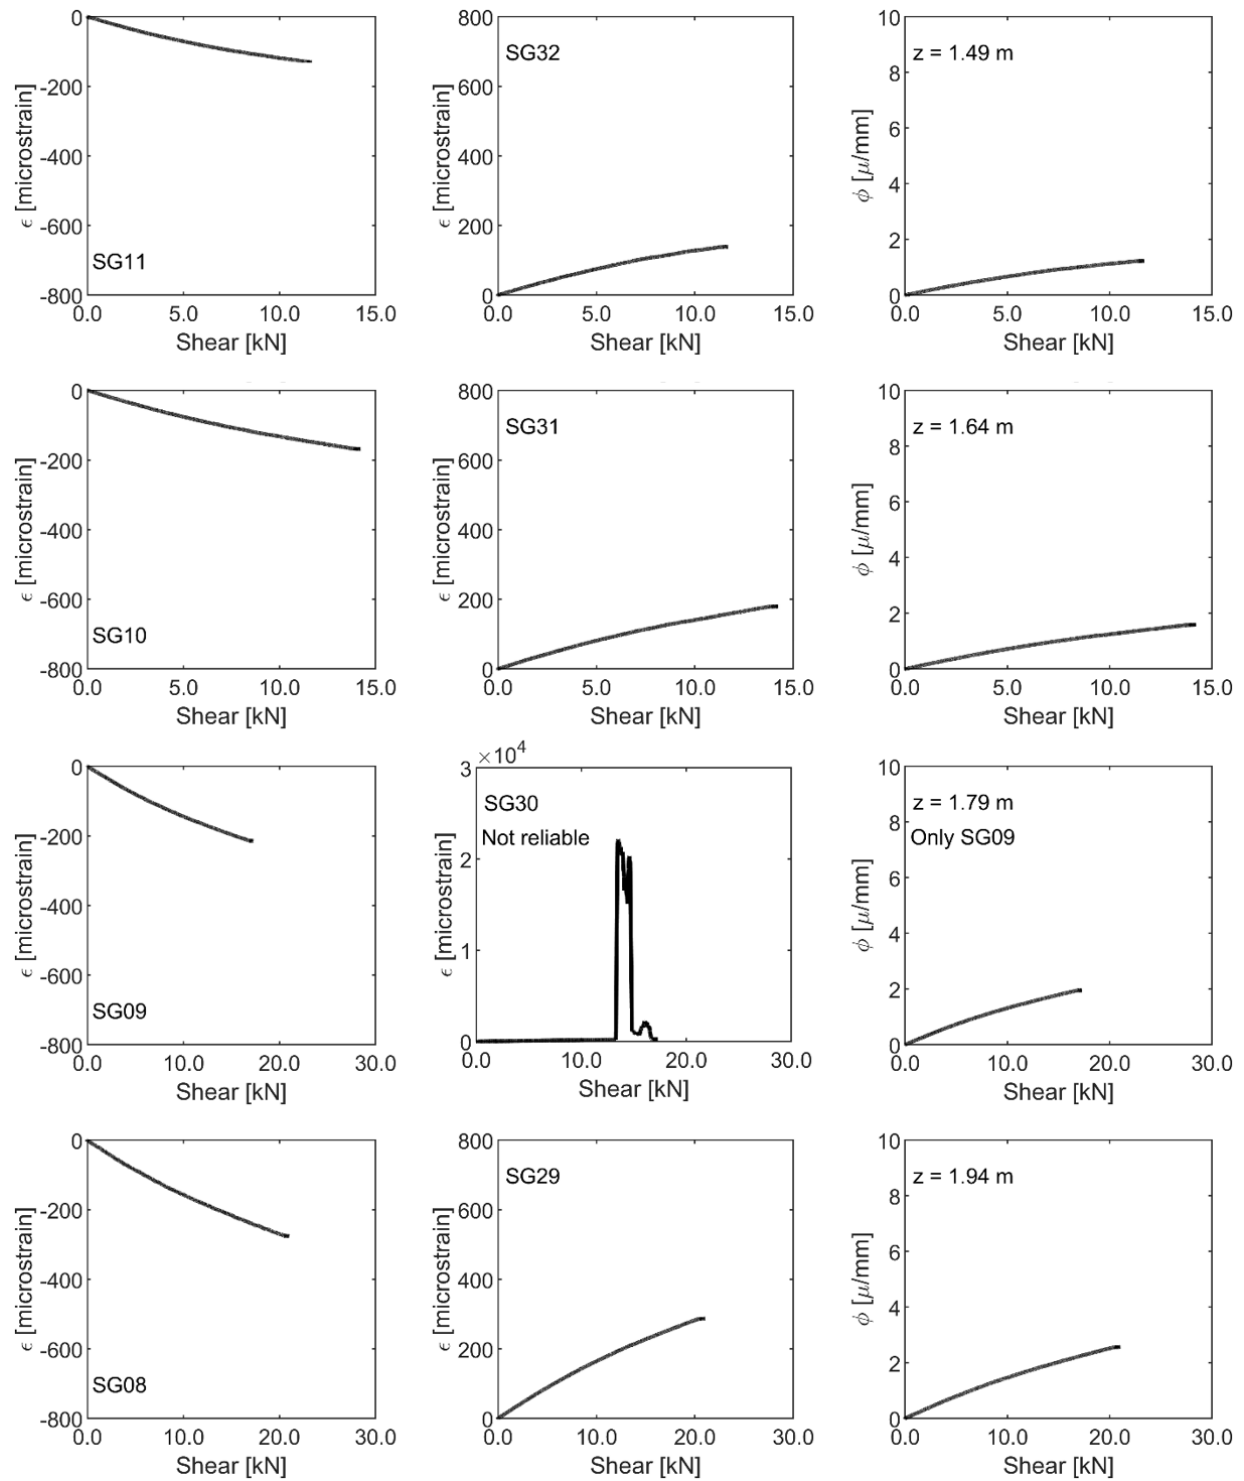 0
-200
-400
-600
-800
ϵ [microstrain]
SG11
0.0 5.0 10.0 15.0
Shear [kN]
800
600
400
200
0
ϵ [microstrain]
SG32
0.0 5.0 10.0 15.0
Shear [kN]
10
8
6
4
2
0
ϕ [μ/mm]
z = 1.49 m
0.0 5.0 10.0 15.0
Shear [kN]
0
-200
-400
-600
-800
ϵ [microstrain]
SG10
0.0 5.0 10.0 15.0
Shear [kN]
800
600
400
200
0
ϵ [microstrain]
SG31
0.0 5.0 10.0 15.0
Shear [kN]
10
8
6
4
2
0
ϕ [μ/mm]
z = 1.64 m
0.0 5.0 10.0 15.0
Shear [kN]
0
-200
-400
-600
-800
ϵ [microstrain]
SG09
0.0 10.0 20.0 30.0
Shear [kN]
×10⁴
3
2
1
0
ϵ [microstrain]
SG30
Not reliable
0.0 10.0 20.0 30.0
Shear [kN]
10
8
6
4
2
0
ϕ [μ/mm]
z = 1.79 m
Only SG09
0.0 10.0 20.0 30.0
Shear [kN]
0
-200
-400
-600
-800
ϵ [microstrain]
SG08
0.0 10.0 20.0 30.0
Shear [kN]
800
600
400
200
0
ϵ [microstrain]
SG29
0.0 10.0 20.0 30.0
Shear [kN]
10
8
6
4
2
0
ϕ [μ/mm]
z = 1.94 m
0.0 10.0 20.0 30.0
Shear [kN]